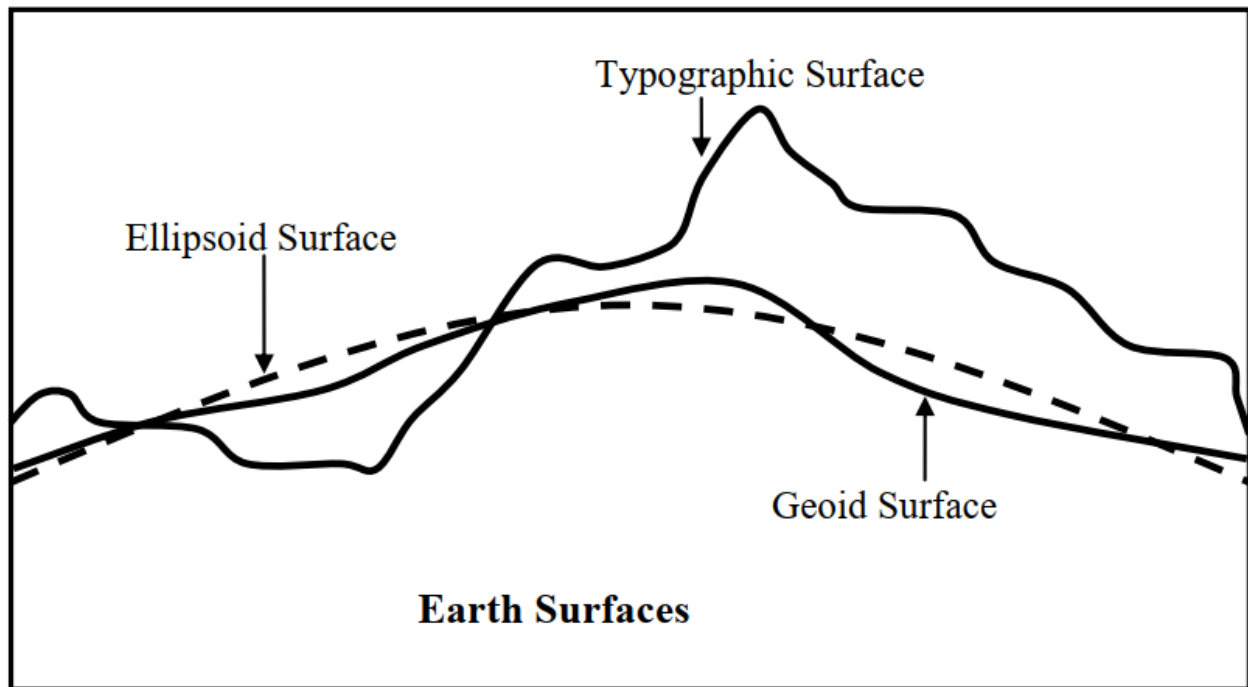 Typographic Surface
Ellipsoid Surface
Geoid Surface
Earth Surfaces